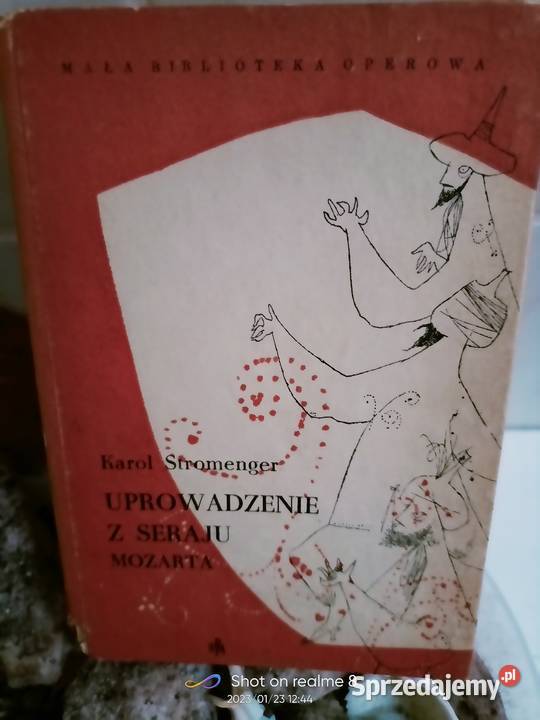 MAŁA BIBLIOTEKA OPEROWA
Karol Stromenger
UPROWADZENIE
Z SERAJU
MOZARTA
Shot on realme 8
2023/01/23 12:44
Sprzedajemy.pl